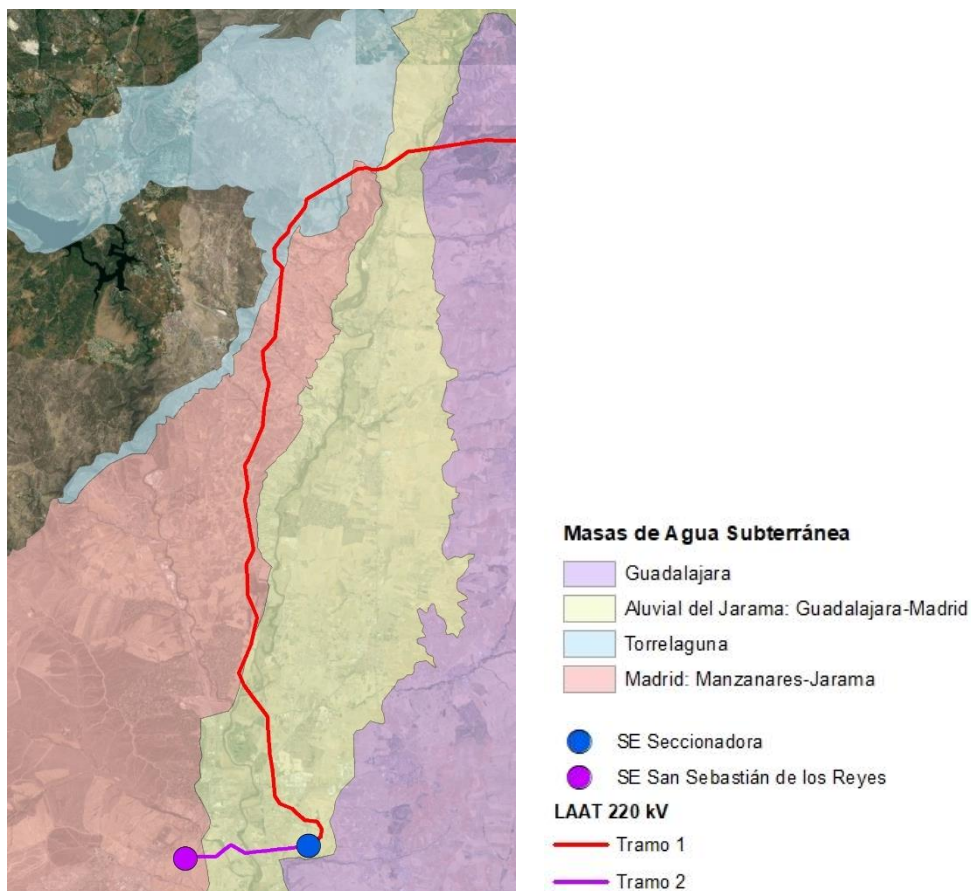 Masas de Agua Subterránea
Guadalajara
Aluvial del Jarama: Guadalajara-Madrid
Torrelaguna
Madrid: Manzanares-Jarama
SE Seccionadora
SE San Sebastián de los Reyes
LAAT 220 kV
Tramo 1
Tramo 2